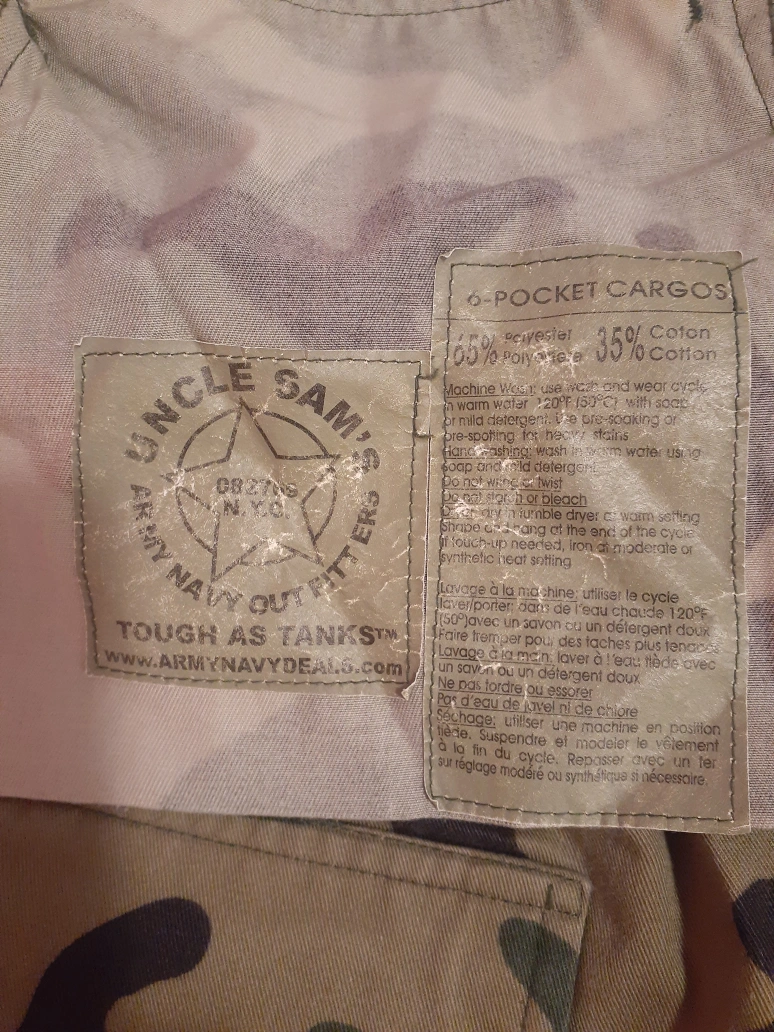 UNCLE SAM'S
N.Y.C.
ARMY NAVY OUTFITTERS
TOUGH AS TANKS™
www.ARMYNAVYDEALS.com
6-POCKET CARGOS
65% Polyester 35% Coton
Polyestere Cotton
Machine Wash: use wash and wear cycle
in warm water 120°F (50°C) with soap
or mild detergent. Use pre-soaking or
pre-spotting for heavy stains
Hand washing: wash in warm water using
soap and mild detergent
Do not wring or twist
Do not starch or bleach
Dryer: dry in tumble dryer at warm setting
Shape and hang at the end of the cycle
If touch-up needed, iron at moderate or
synthetic heat setting
Lavage à la machine: utiliser le cycle
laver/porter: dans de l'eau chaude 120°F
(50°)avec un savon ou un détergent doux
Faire tremper pour des taches plus tenaces
Lavage à la main: laver à l'eau tiède avec
un savon ou un détergent doux
Ne pas tordre ou essorer
Pas d'eau de javel ni de chlore
Séchage: utiliser une machine en position
tiède. Suspendre et modeler le vêtement
à la fin du cycle. Repasser avec un fer
sur réglage modéré ou synthétique si nécessaire.